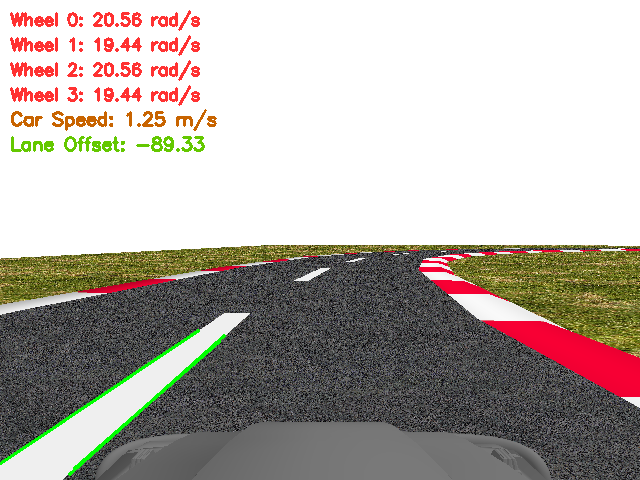 Wheel 0: 20.56 rad/s
Wheel 1: 19.44 rad/s
Wheel 2: 20.56 rad/s
Wheel 3: 19.44 rad/s
Car Speed: 1.25 m/s
Lane Offset: -89.33